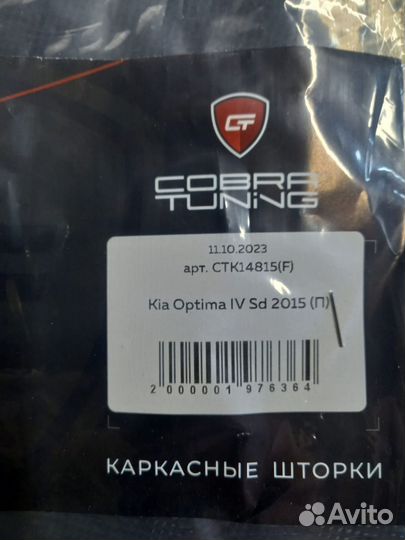 CT
COBRA
TUNING
11.10.2023
арт. CTK14815(F)
Kia Optima IV Sd 2015 (П)
2 000001 976364
КАРКАСНЫЕ ШТОРКИ
Avito